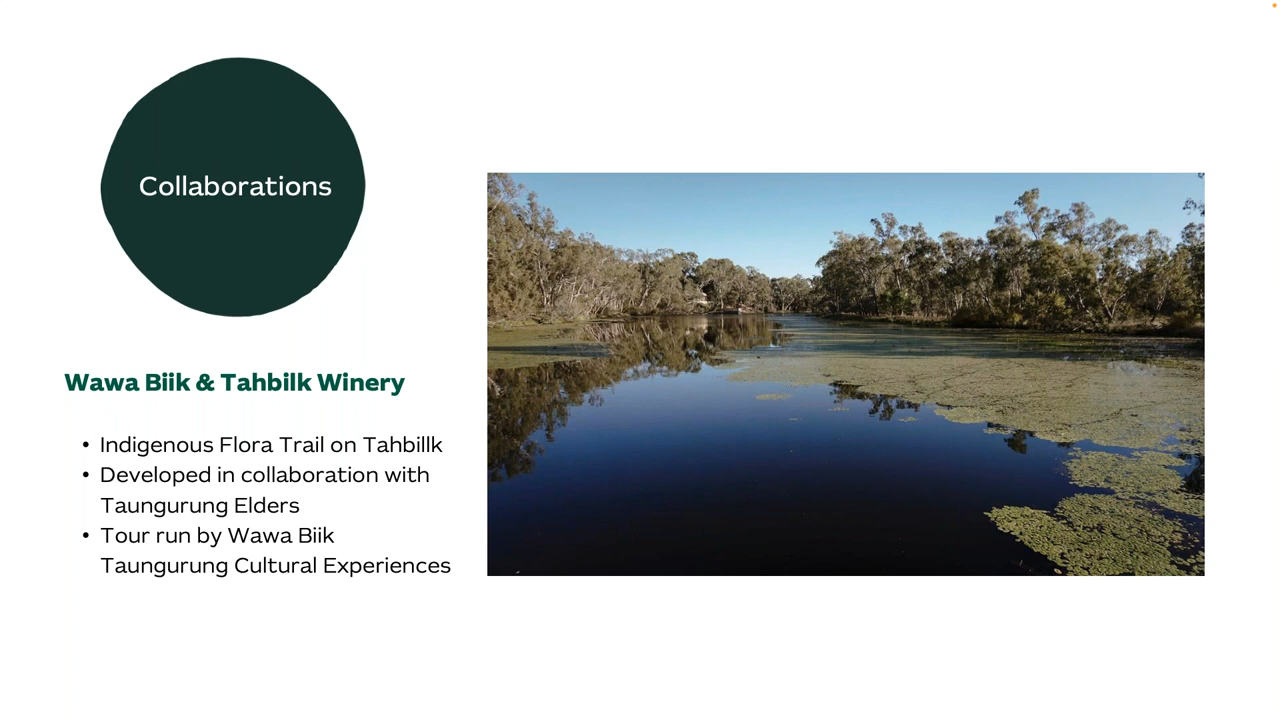 Collaborations
Wawa Biik & Tahbilk Winery
• Indigenous Flora Trail on Tahbillk
• Developed in collaboration with
Taungurung Elders
• Tour run by Wawa Biik
Taungurung Cultural Experiences